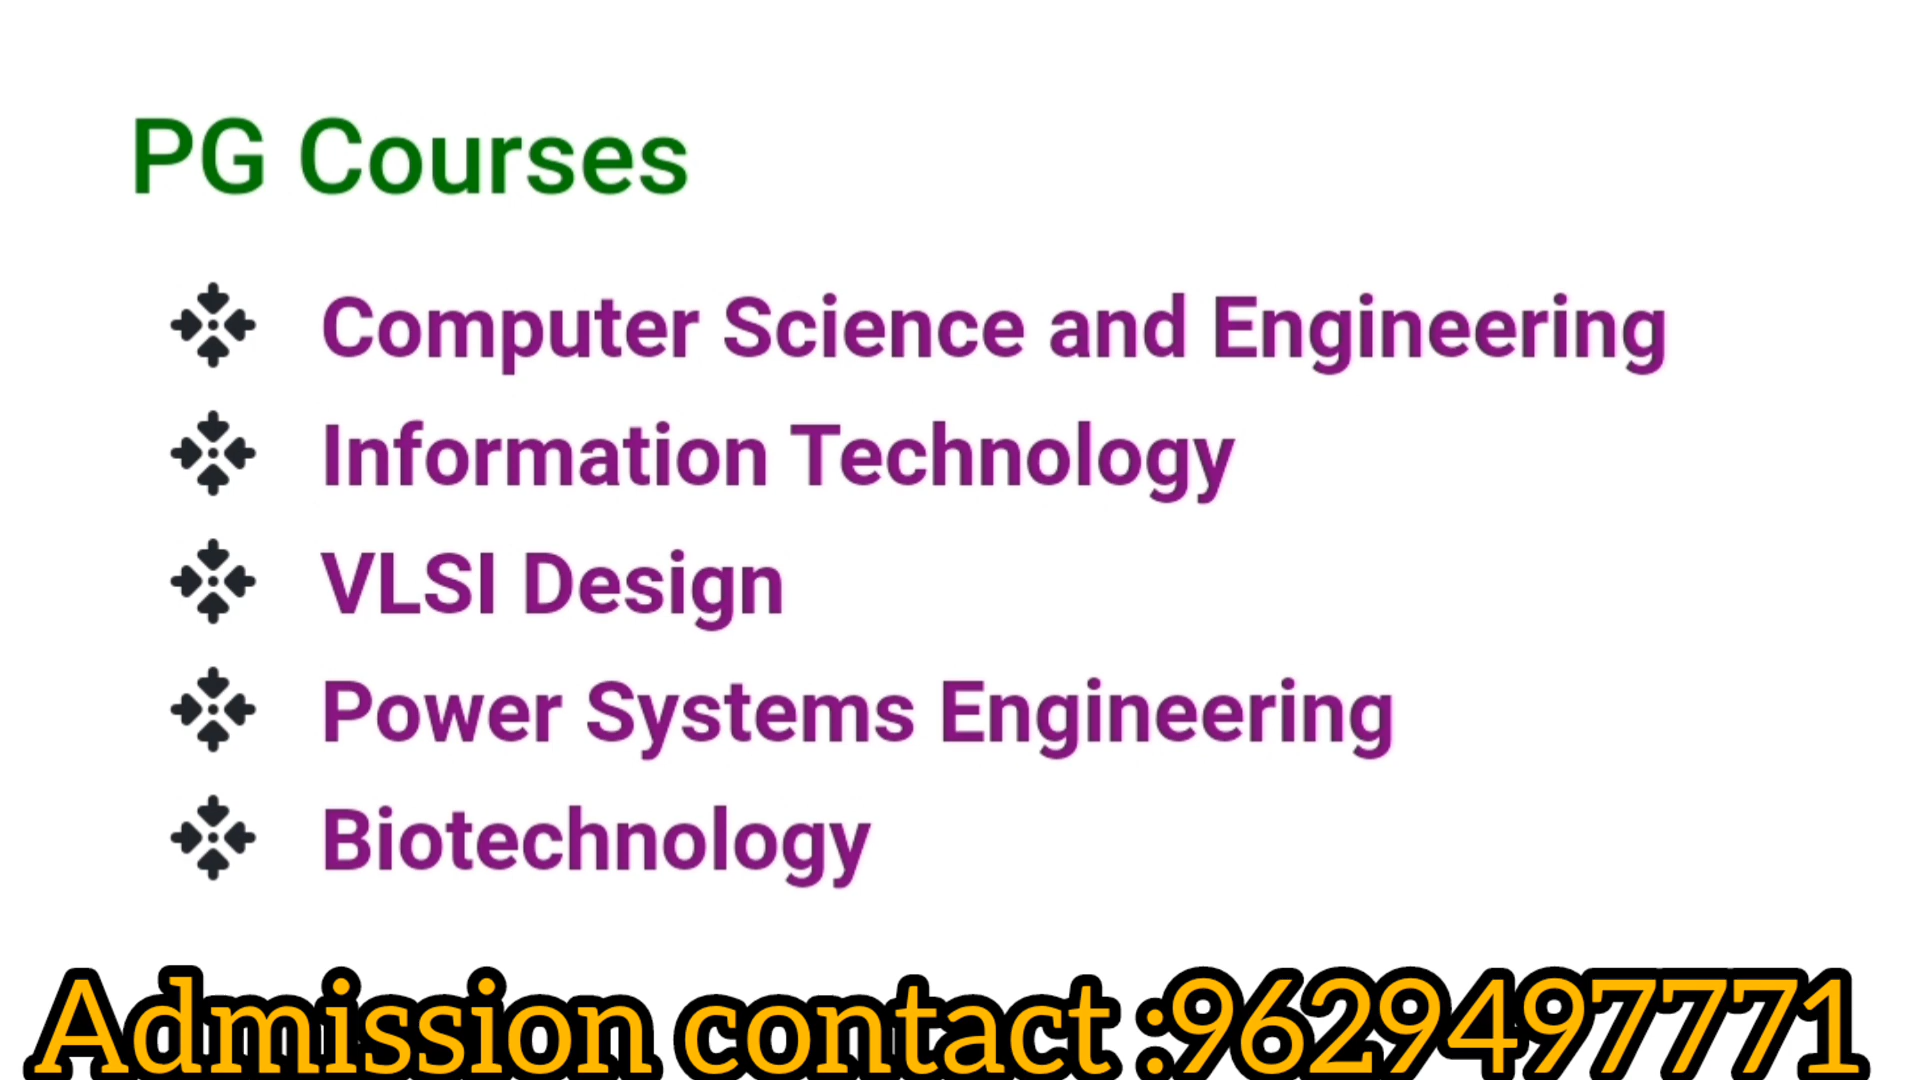 PG Courses
Computer Science and Engineering
Information Technology
VLSI Design
Power Systems Engineering
Biotechnology
Admission contact :9629497771